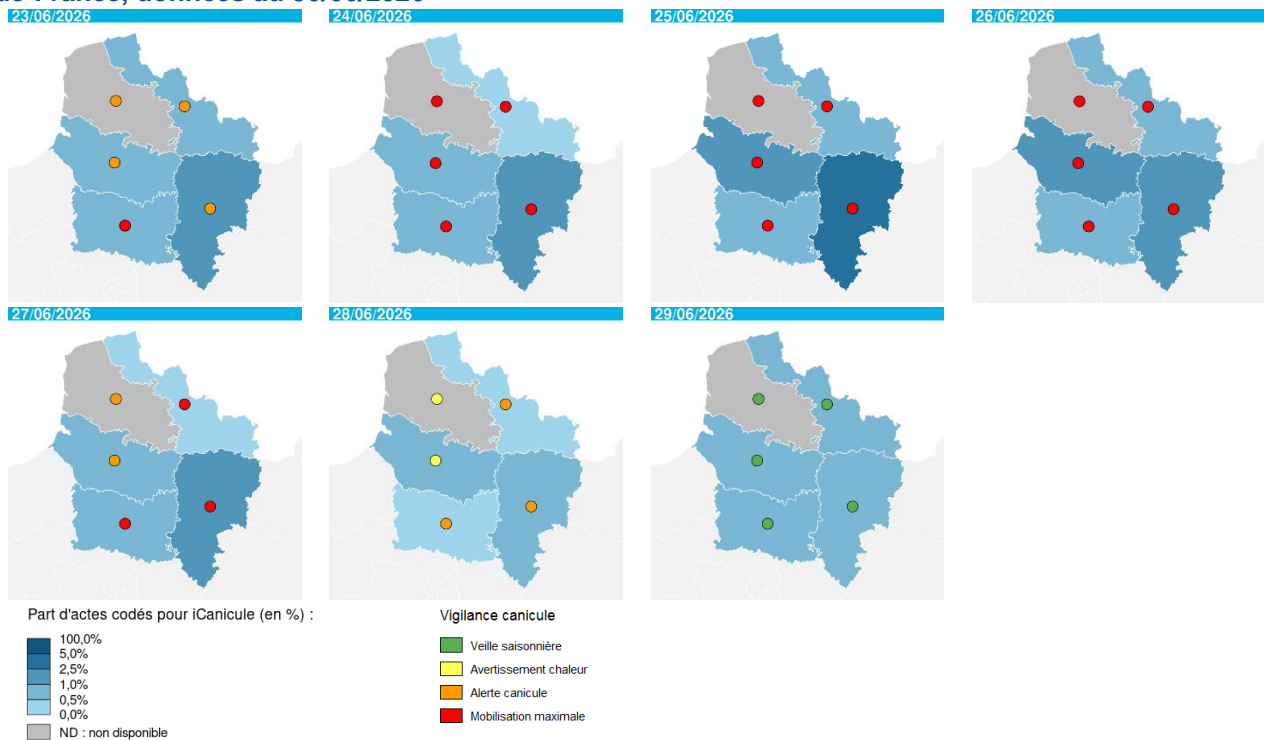 23/06/2026
24/06/2026
25/06/2026
26/06/2026
27/06/2026
28/06/2026
29/06/2026
Part d'actes codés pour iCanicule (en %) :
100,0%
5,0%
2,5%
1,0%
0,5%
0,0%
ND : non disponible
Vigilance canicule
Veille saisonnière
Avertissement chaleur
Alerte canicule
Mobilisation maximale